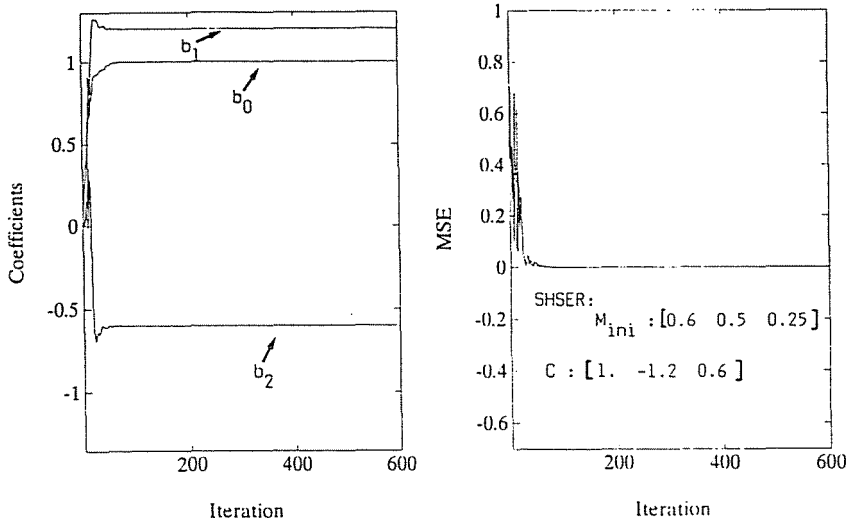 1
0.5
0
-0.5
-1
Coefficients
b1
b0
b2
200
400
600
Iteration
1
0.8
0.6
0.4
0.2
0
-0.2
-0.4
-0.6
MSE
SHSER:
Mini :[0.6 0.5 0.25]
C : [1. -1.2 0.6 ]
200
400
600
Iteration